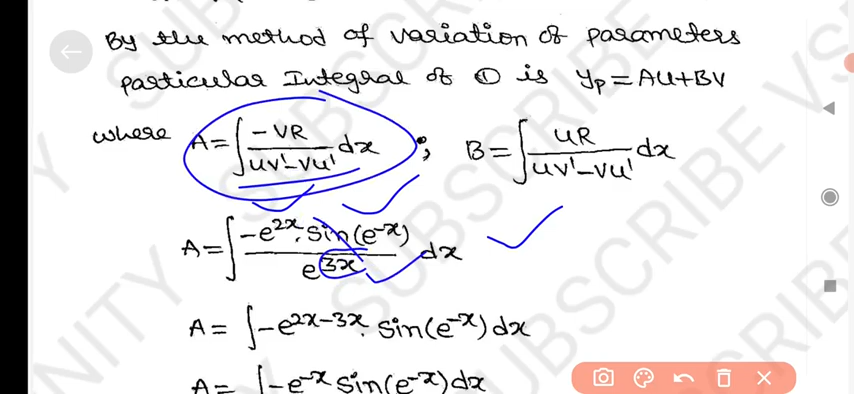 By the method of variation of parameters
particular Integral of ① is yp = Au + Bv
where A = ∫ -VR / (uv' - vu') dx ; B = ∫ uR / (uv' - vu') dx
A = ∫ -e^2x . sin(e^-x) / e^3x dx
A = ∫ -e^2x-3x . sin(e^-x) dx
A = ∫ -e^-x sin(e^-x) dx